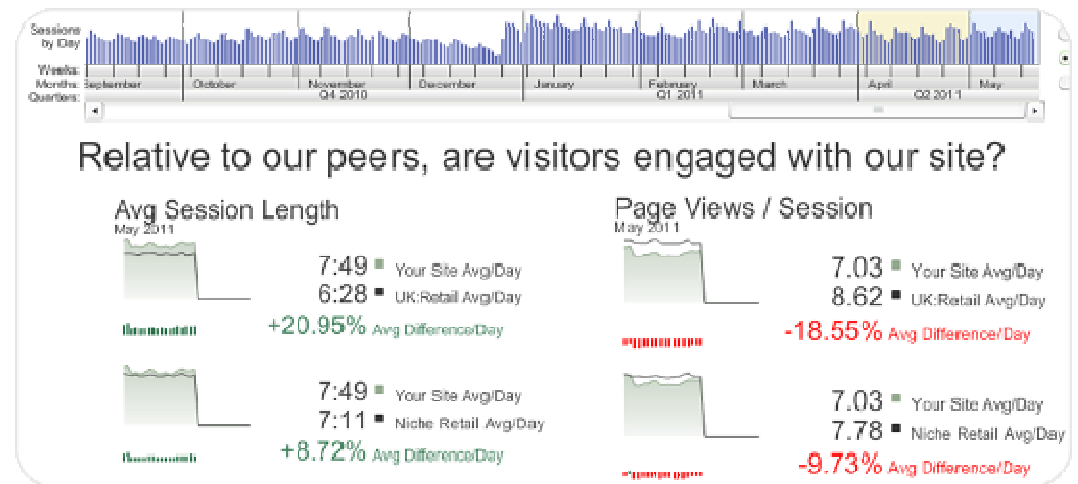 Sessions
by Day
Weeks:
Months: September October November December January February March April May
Quarters: Q4 2010 Q1 2011 Q2 2011
Relative to our peers, are visitors engaged with our site?
Avg Session Length
May 2011
7:49 Your Site Avg/Day
6:28 UK:Retail Avg/Day
+20.95% Avg Difference/Day
7:49 Your Site Avg/Day
7:11 Niche Retail Avg/Day
+8.72% Avg Difference/Day
Page Views / Session
May 2011
7.03 Your Site Avg/Day
8.62 UK:Retail Avg/Day
-18.55% Avg Difference/Day
7.03 Your Site Avg/Day
7.78 Niche Retail Avg/Day
-9.73% Avg Difference/Day